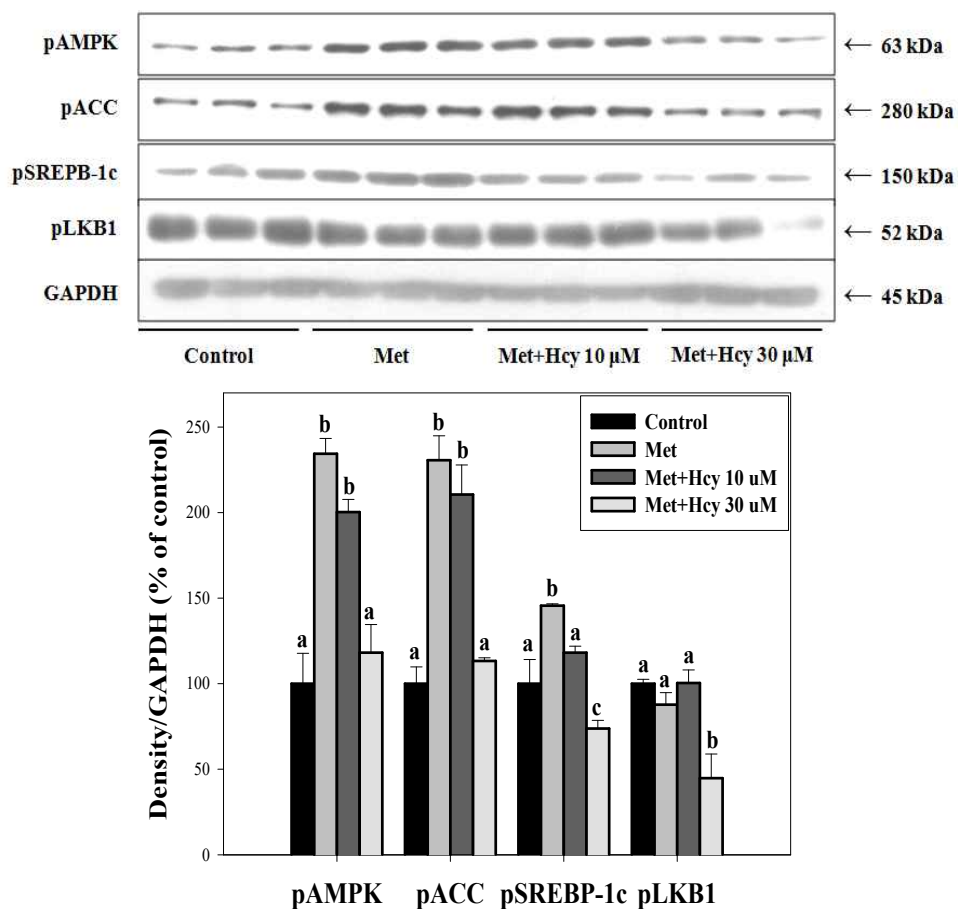 pAMPK ← 63 kDa
pACC ← 280 kDa
pSREPB-1c ← 150 kDa
pLKB1 ← 52 kDa
GAPDH ← 45 kDa
Control Met Met+Hcy 10 µM Met+Hcy 30 µM
Density/GAPDH (% of control)
250
200
150
100
50
0
Control
Met
Met+Hcy 10 uM
Met+Hcy 30 uM
a b b a
a b b a
a b a c
a a a b
pAMPK pACC pSREBP-1c pLKB1